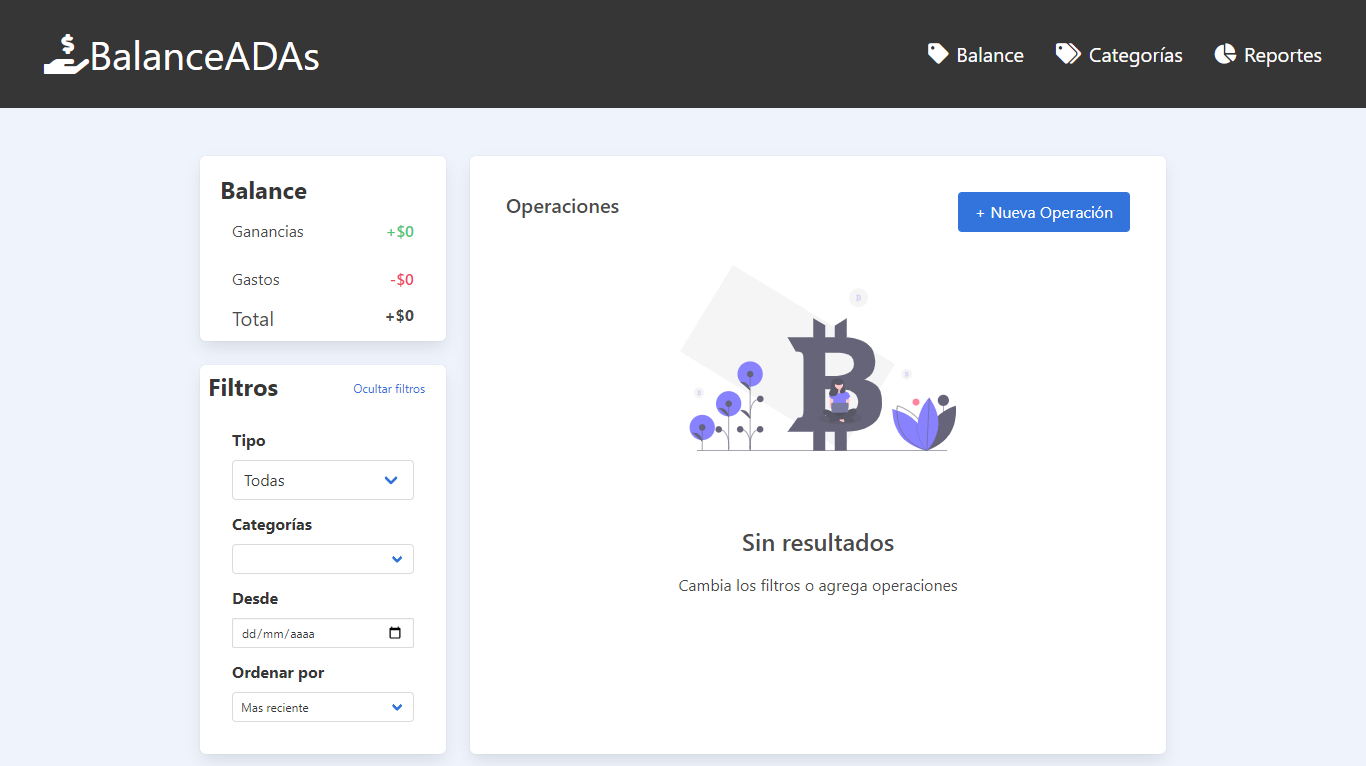 BalanceADAs
Balance
Categorías
Reportes
Balance
Ganancias +$0
Gastos -$0
Total +$0
Filtros Ocultar filtros
Tipo
Todas
Categorías
Desde
dd/mm/aaaa
Ordenar por
Mas reciente
Operaciones
+ Nueva Operación
Sin resultados
Cambia los filtros o agrega operaciones